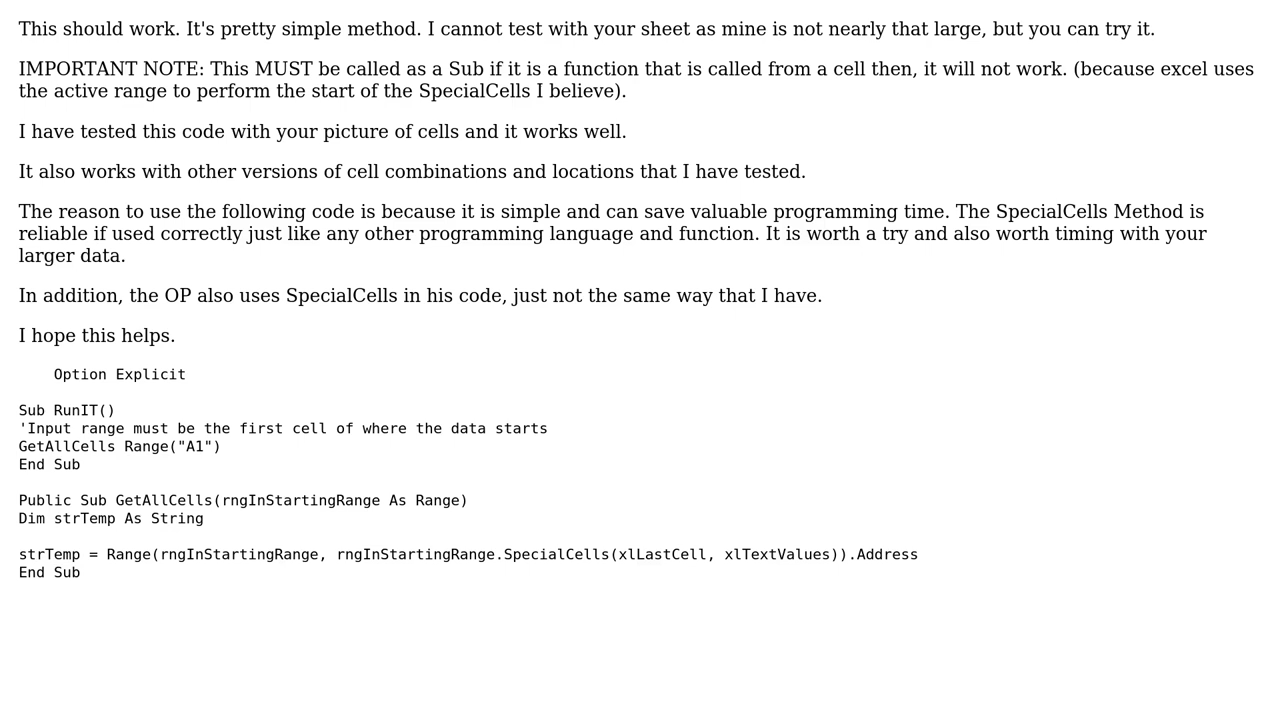 This should work. It's pretty simple method. I cannot test with your sheet as mine is not nearly that large, but you can try it.
IMPORTANT NOTE: This MUST be called as a Sub if it is a function that is called from a cell then, it will not work. (because excel uses
the active range to perform the start of the SpecialCells I believe).
I have tested this code with your picture of cells and it works well.
It also works with other versions of cell combinations and locations that I have tested.
The reason to use the following code is because it is simple and can save valuable programming time. The SpecialCells Method is
reliable if used correctly just like any other programming language and function. It is worth a try and also worth timing with your
larger data.
In addition, the OP also uses SpecialCells in his code, just not the same way that I have.
I hope this helps.
    Option Explicit
Sub RunIT()
'Input range must be the first cell of where the data starts
GetAllCells Range("A1")
End Sub
Public Sub GetAllCells(rngInStartingRange As Range)
Dim strTemp As String
strTemp = Range(rngInStartingRange, rngInStartingRange.SpecialCells(xlLastCell, xlTextValues)).Address
End Sub